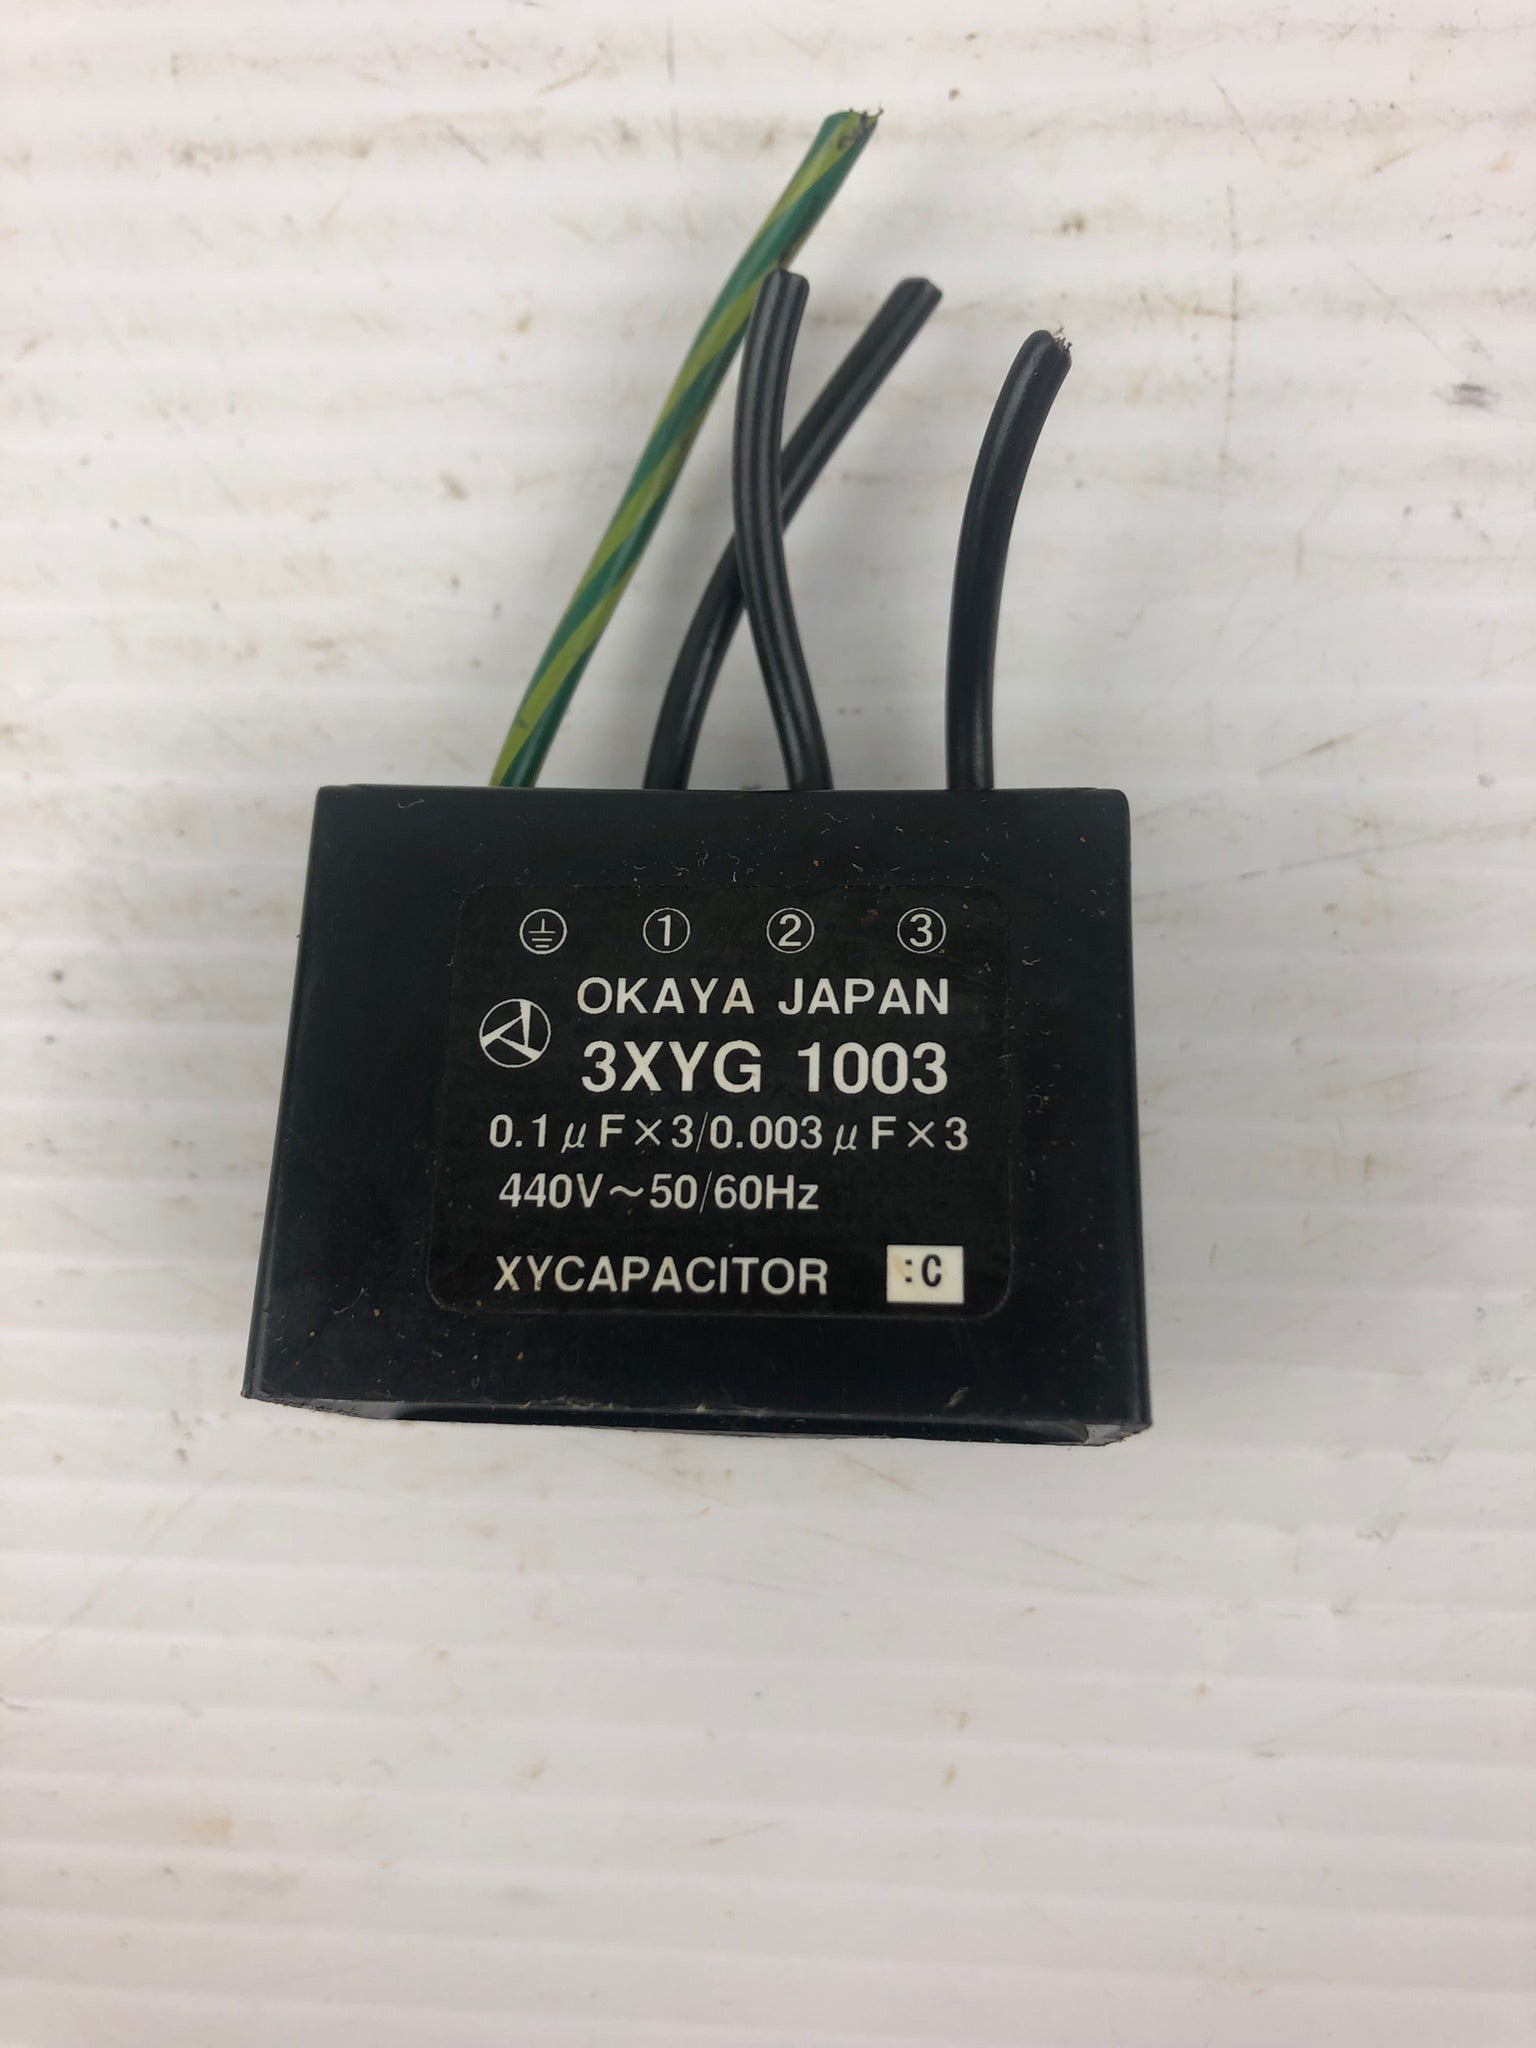 ① ② ③
OKAYA JAPAN
3XYG 1003
0.1μF×3/0.003μF×3
440V~50/60Hz
XYCAPACITOR :C